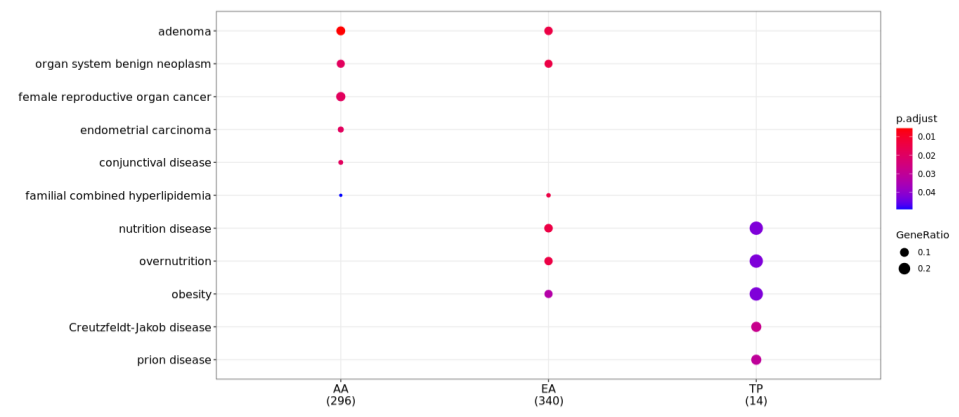 adenoma
organ system benign neoplasm
female reproductive organ cancer
endometrial carcinoma
conjunctival disease
familial combined hyperlipidemia
nutrition disease
overnutrition
obesity
Creutzfeldt-Jakob disease
prion disease
AA
(296)
EA
(340)
TP
(14)
p.adjust
0.01
0.02
0.03
0.04
GeneRatio
0.1
0.2